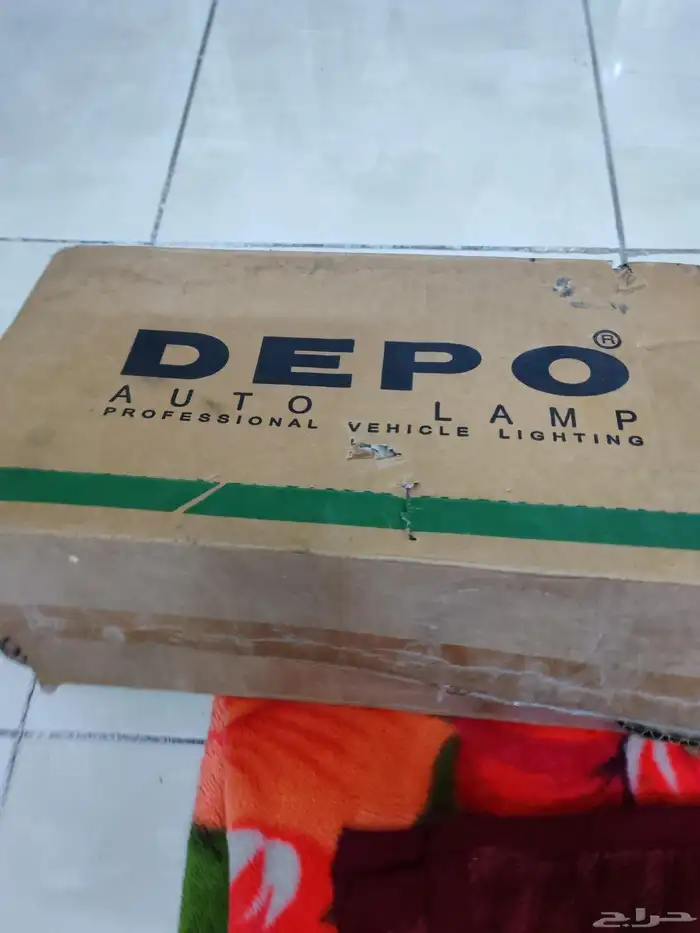 DEPO®
AUTO LAMP
PROFESSIONAL VEHICLE LIGHTING
حراج